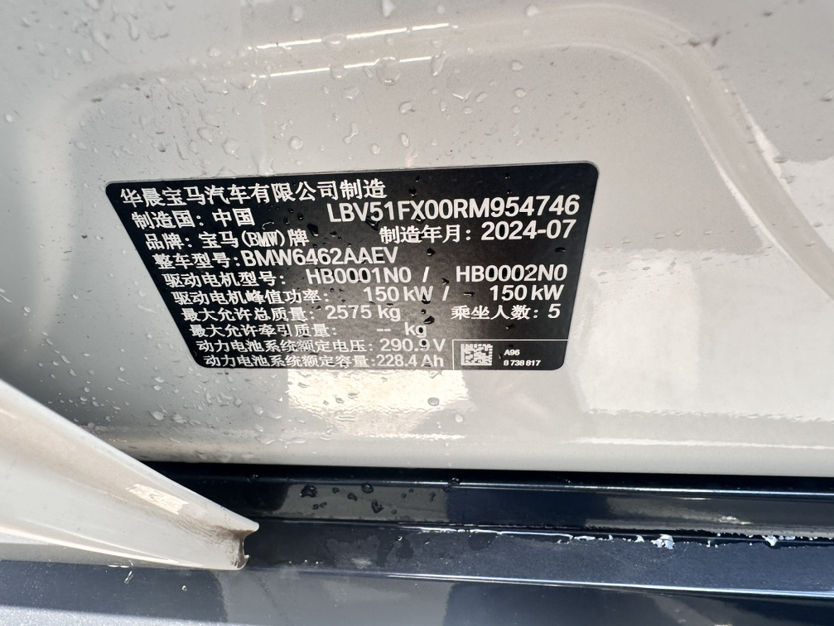 华晨宝马汽车有限公司制造
制造国: 中国 LBV51FX00RM954746
品牌: 宝马(BMW)牌 制造年月: 2024-07
整车型号:BMW6462AAEV
驱动电机型号: HB0001N0 / HB0002N0
驱动电机峰值功率: 150 kW / 150 kW
最大允许总质量: 2575 kg 乘坐人数: 5
最大允许牵引质量: -- kg
动力电池系统额定电压: 290.9 V
动力电池系统额定容量:228.4 Ah
A96
8 738 817